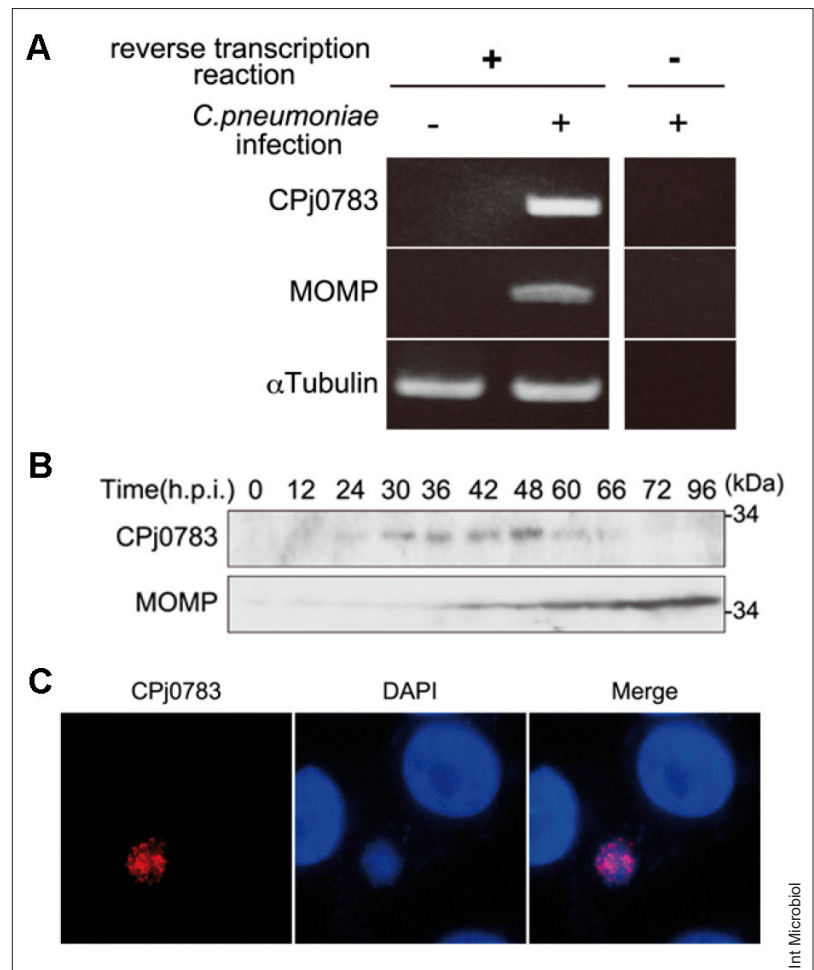 A
reverse transcription
reaction
+ -
C.pneumoniae
infection
- + +
CPj0783
MOMP
αTubulin
B
Time(h.p.i.) 0 12 24 30 36 42 48 60 66 72 96 (kDa)
CPj0783
-34
MOMP
-34
C
CPj0783 DAPI Merge
Int Microbiol